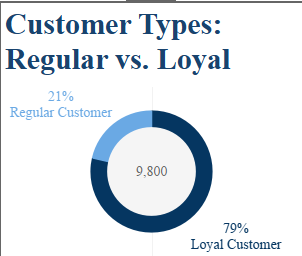 Customer Types:
Regular vs. Loyal
21%
Regular Customer
9,800
79%
Loyal Customer